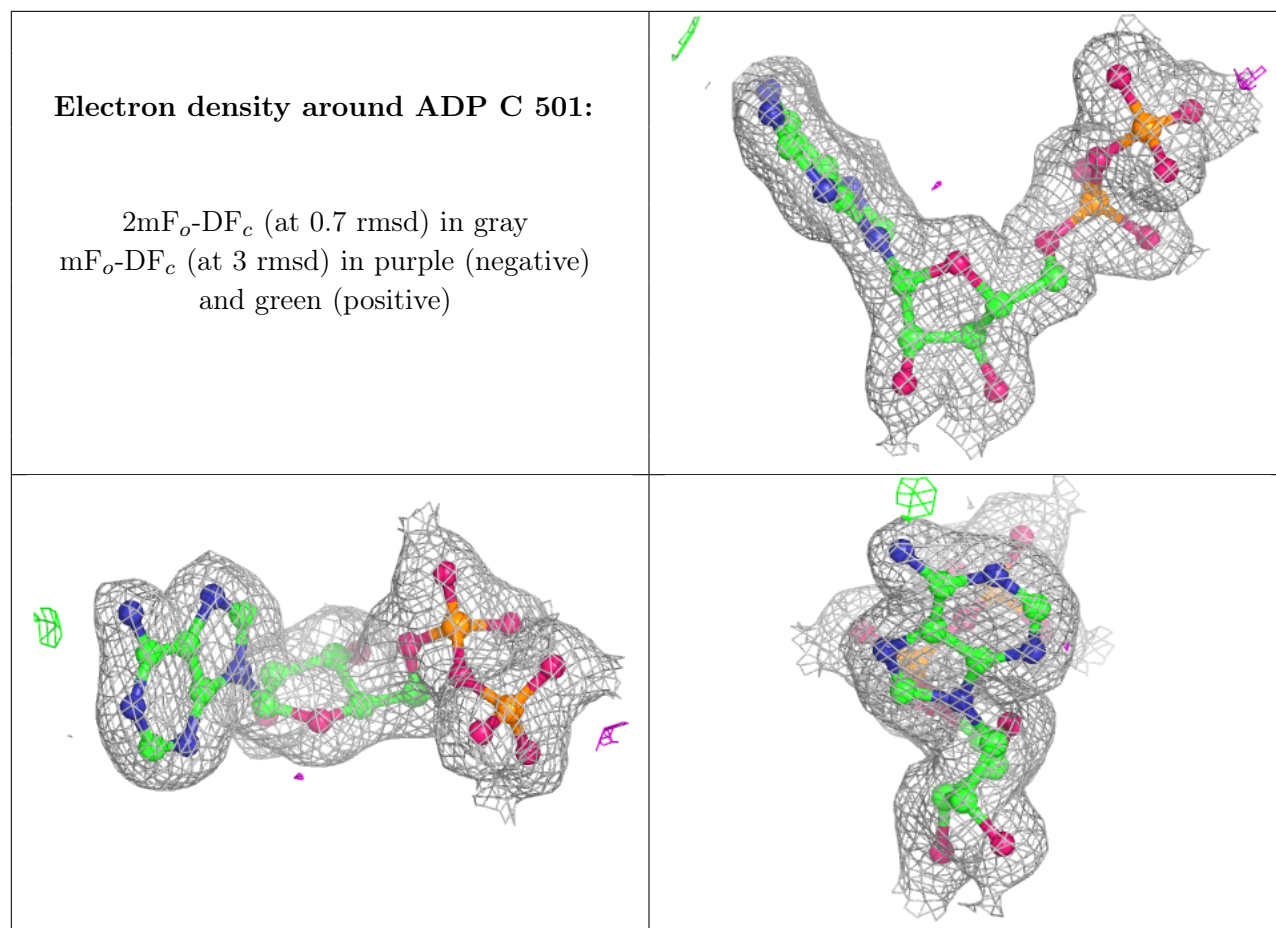 Electron density around ADP C 501:
2mFo-DFc (at 0.7 rmsd) in gray
mFo-DFc (at 3 rmsd) in purple (negative)
and green (positive)